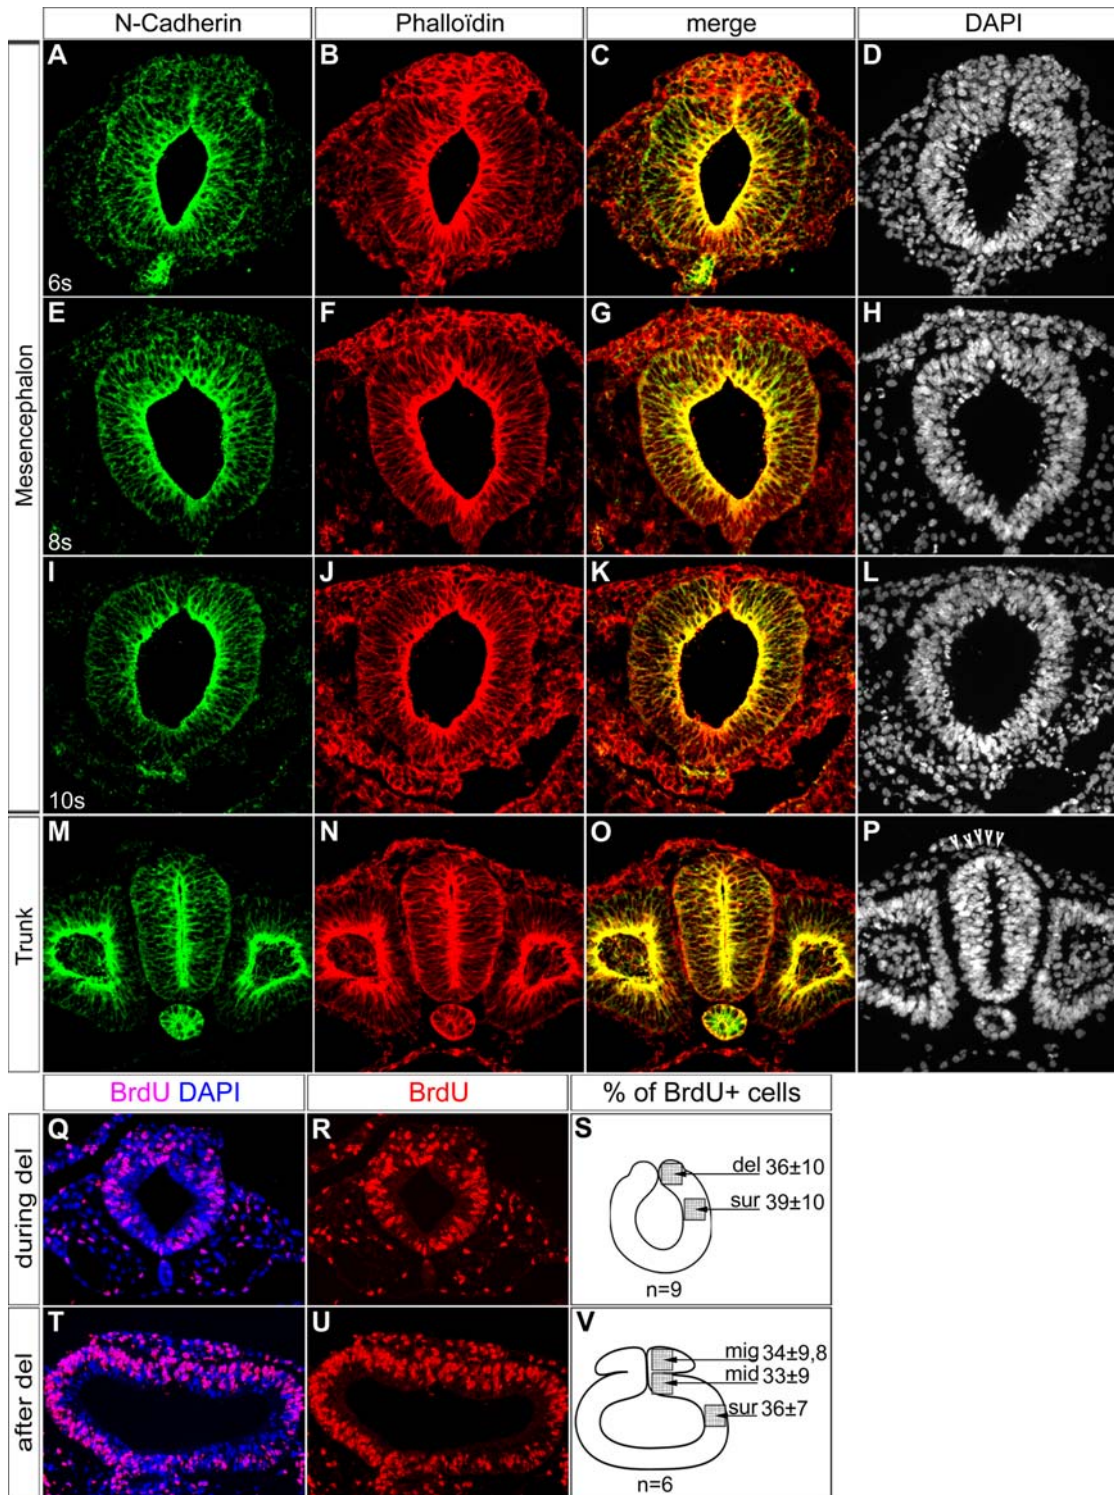 N-Cadherin Phalloïdin merge DAPI
A B C D
6s
E F G H
8s
I J K L
10s
Mesencephalon
M N O P
Trunk
BrdU DAPI BrdU % of BrdU+ cells
Q R S
during del
del 36±10
sur 39±10
n=9
T U V
after del
mig 34±9,8
mid 33±9
sur 36±7
n=6